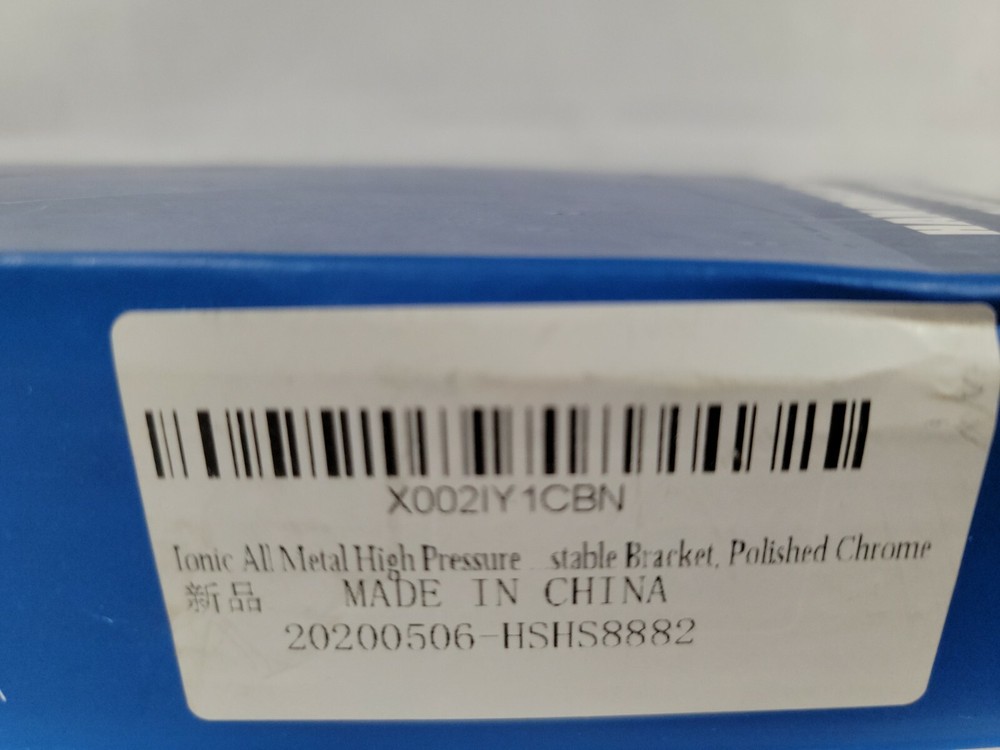 X002IY1CBN
Ionic All Metal High Pressure stable Bracket, Polished Chrome
新品 MADE IN CHINA
20200506-HSHS8882